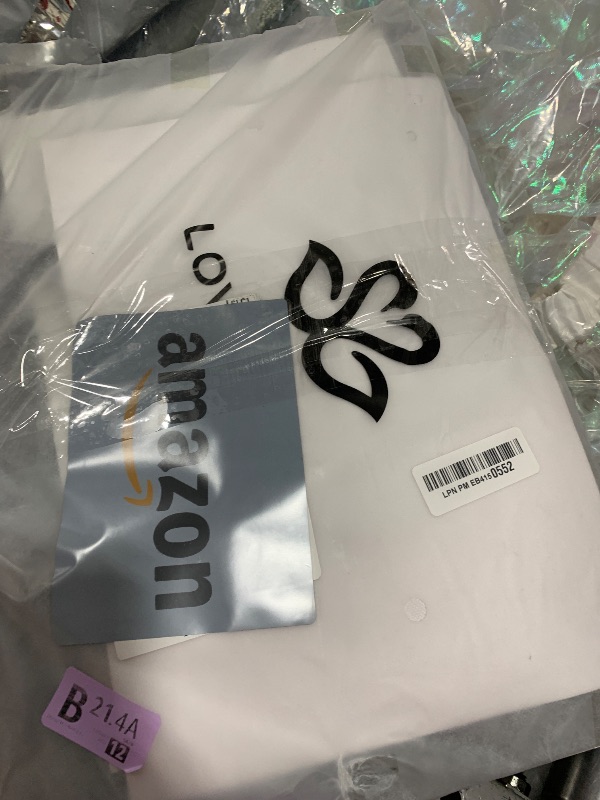 LOV
amazon
LPN PM EB4150552
B 21.4A
12